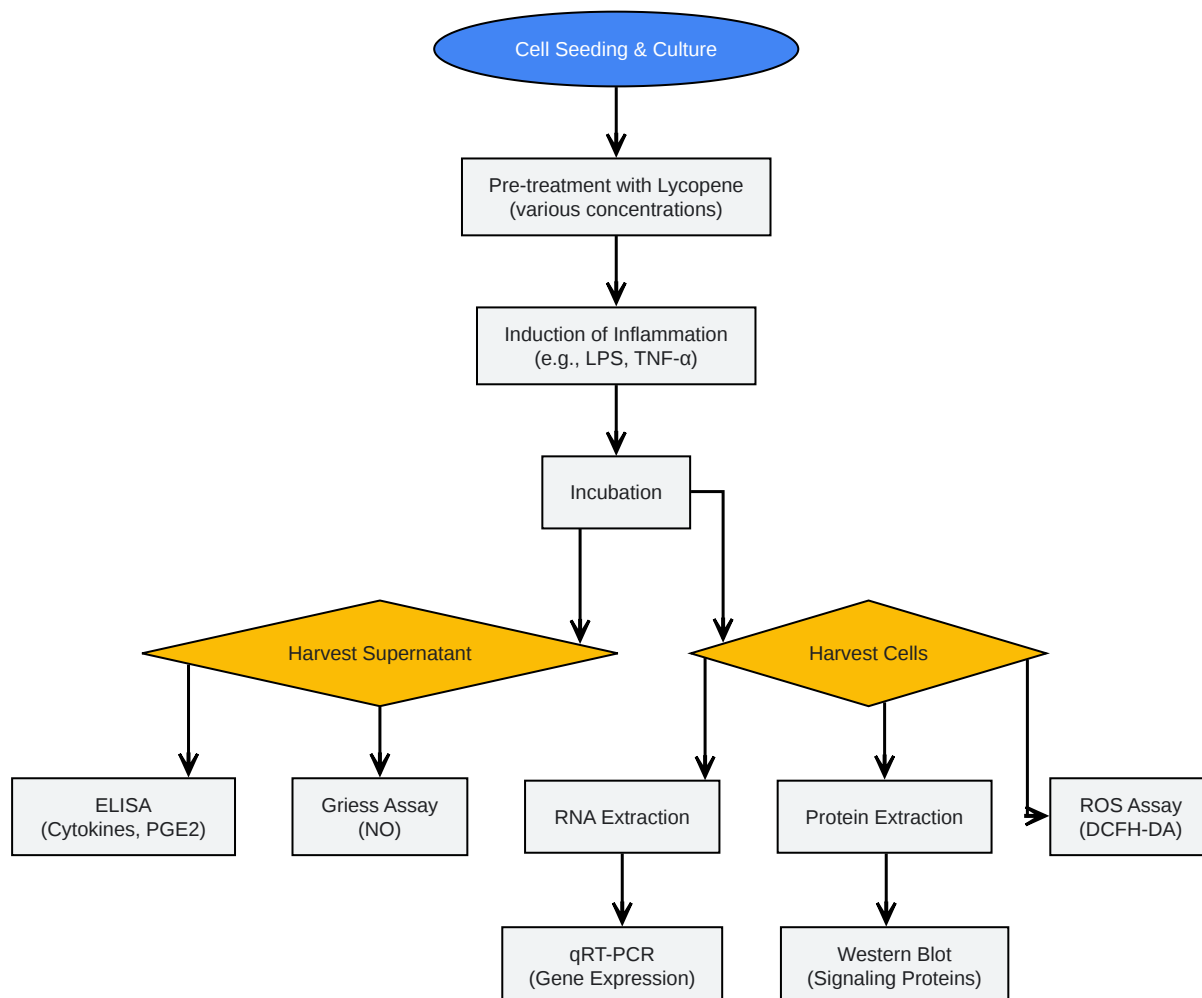 Cell Seeding & Culture
Pre-treatment with Lycopene
(various concentrations)
Induction of Inflammation
(e.g., LPS, TNF-α)
Incubation
Harvest Supernatant
Harvest Cells
ELISA
(Cytokines, PGE2)
Griess Assay
(NO)
RNA Extraction
Protein Extraction
ROS Assay
(DCFH-DA)
qRT-PCR
(Gene Expression)
Western Blot
(Signaling Proteins)